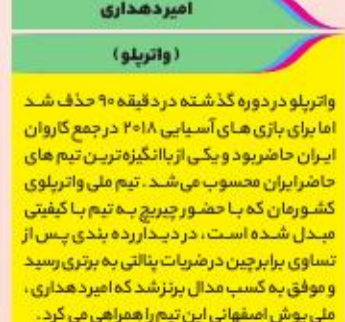 امیر دهداری
(واترپلو)
واترپلو در دوره گذشته در دقیقه ۹۰ حذف شد
اما برای بازی های آسیایی ۲۰۱۸ در جمع کاروان
ایران حاضر بود و یکی از باانگیزه ترین تیم های
حاضر ایران محسوب می شد. تیم ملی واترپلوی
کشورمان که با حضور چیریچ به تیم با کیفیتی
مبدل شده است، در دیدار رده بندی پس از
تساوی برابر چین در ضربات پنالتی به برتری رسید
و موفق به کسب مدال برنز شد که امیر دهداری،
ملی پوش اصفهانی این تیم را همراهی می کرد.